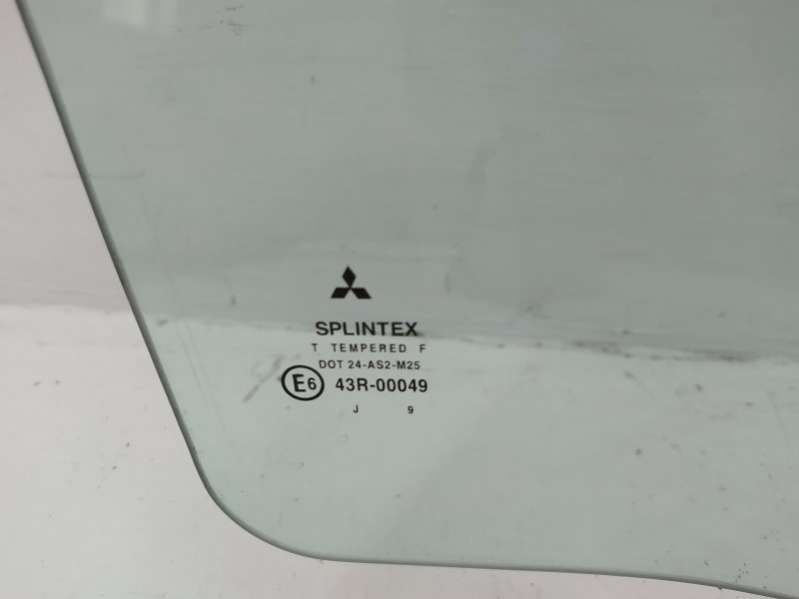 SPLINTEX
T TEMPERED F
DOT 24-AS2-M25
E6 43R-00049
J 9